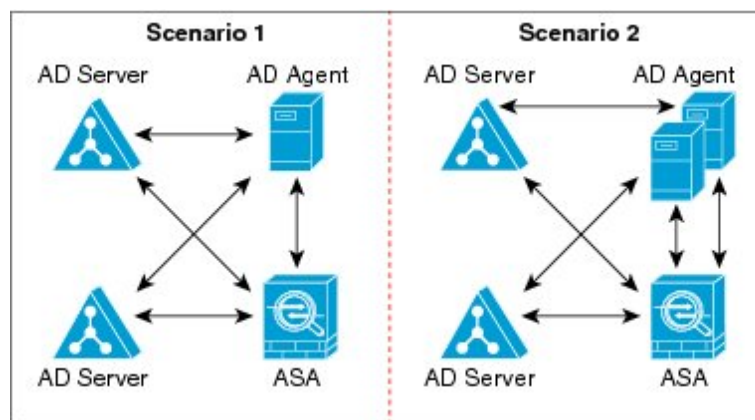 Scenario 1
AD Server AD Agent
AD Server ASA
Scenario 2
AD Server AD Agent
AD Server ASA